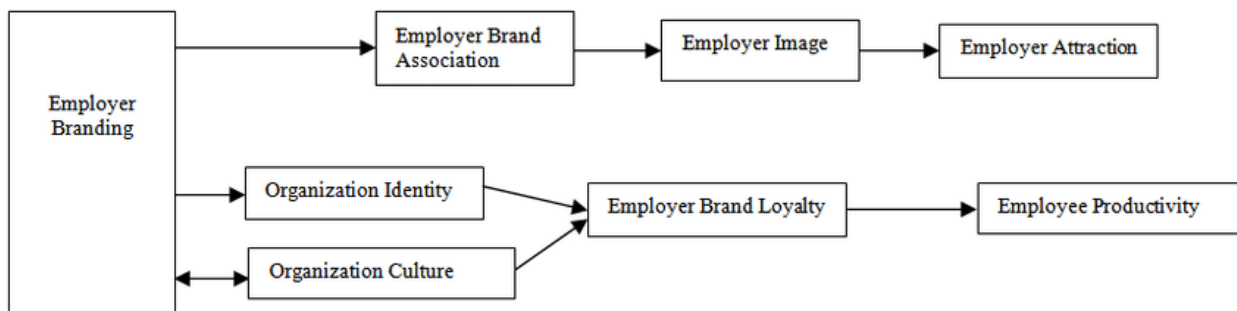 Employer
Branding
Employer Brand
Association
Employer Image
Employer Attraction
Organization Identity
Employer Brand Loyalty
Employee Productivity
Organization Culture